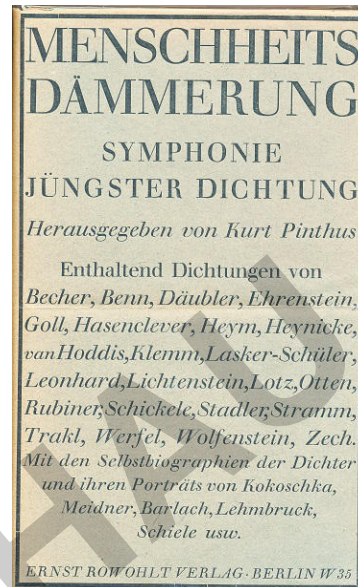 MENSCHHEITS
DÄMMERUNG
SYMPHONIE
JÜNGSTER DICHTUNG
Herausgegeben von Kurt Pinthus
Enthaltend Dichtungen von
Becher, Benn, Däubler, Ehrenstein,
Goll, Hasenclever, Heym, Heynicke,
van Hoddis, Klemm, Lasker-Schüler,
Leonhard, Lichtenstein, Lotz, Otten,
Rubiner, Schickele, Stadler, Stramm,
Trakl, Werfel, Wolfenstein, Zech.
Mit den Selbstbiographien der Dichter
und ihren Porträts von Kokoschka,
Meidner, Barlach, Lehmbruck,
Schiele usw.
ERNST ROWOHLT VERLAG · BERLIN W 35
HAU